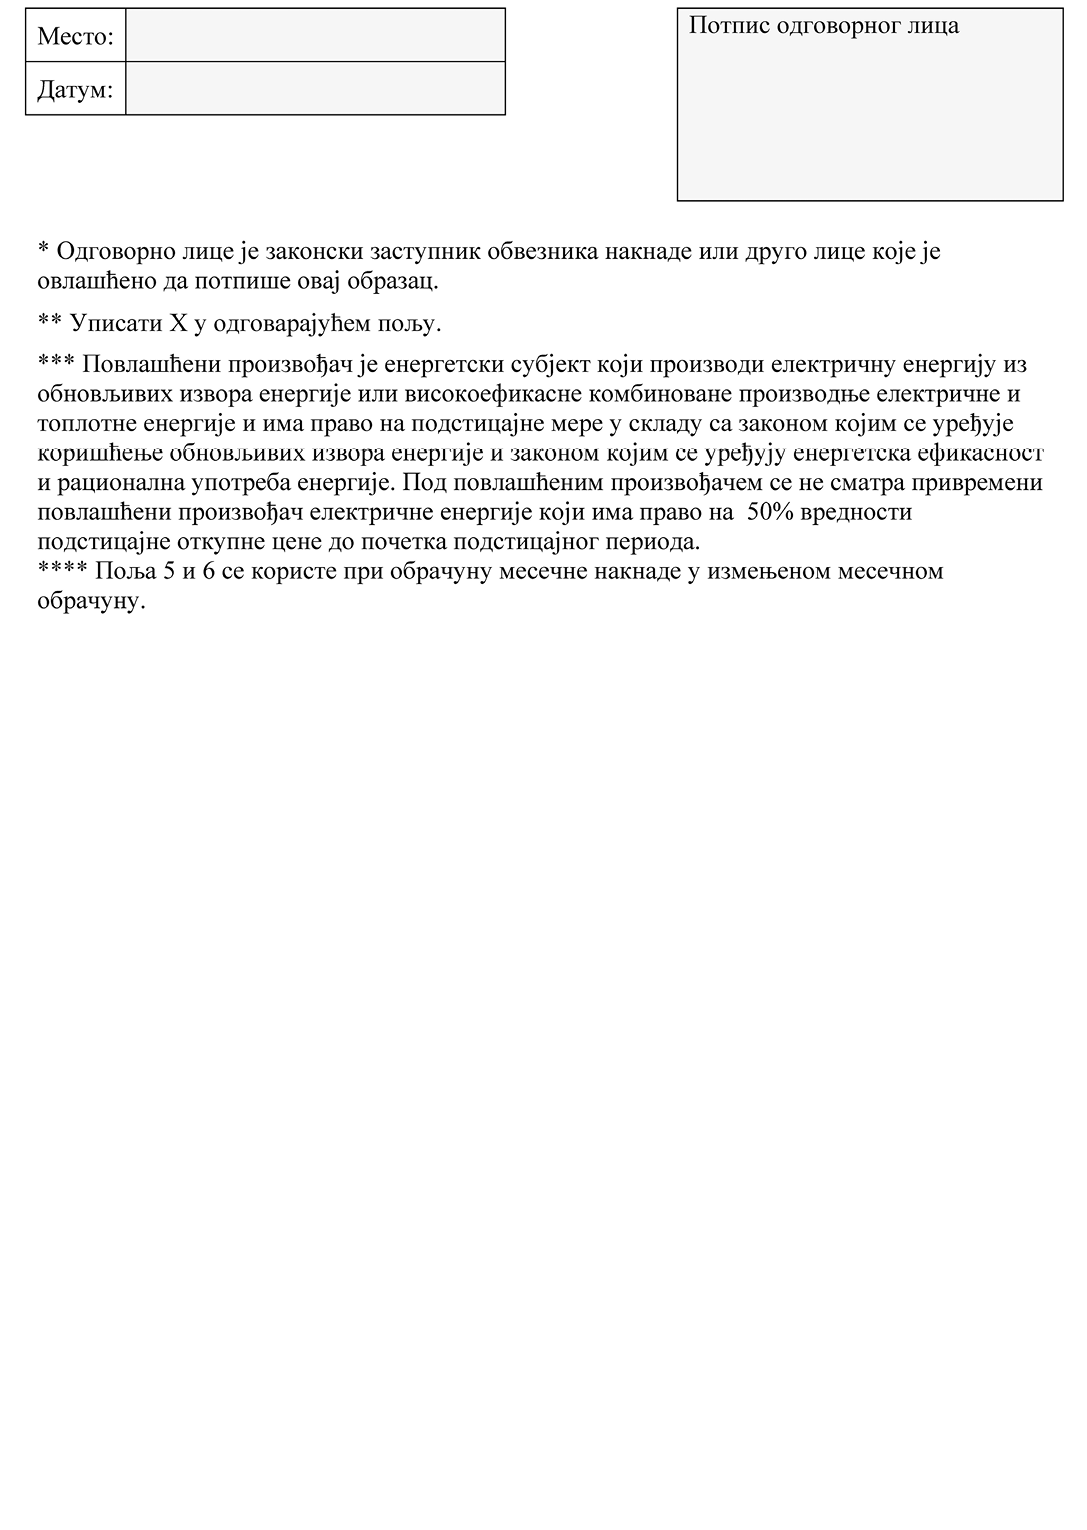 Место:
Датум:
Потпис одговорног лица
* Одговорно лице је законски заступник обвезника накнаде или друго лице које је
овлашћено да потпише овај образац.
** Уписати X у одговарајућем пољу.
*** Повлашћени произвођач је енергетски субјект који производи електричну енергију из
обновљивих извора енергије или високоефикасне комбиноване производње електричне и
топлотне енергије и има право на подстицајне мере у складу са законом којим се уређује
коришћење обновљивих извора енергије и законом којим се уређују енергетска ефикасност
и рационална употреба енергије. Под повлашћеним произвођачем се не сматра привремени
повлашћени произвођач електричне енергије који има право на  50% вредности
подстицајне откупне цене до почетка подстицајног периода.
**** Поља 5 и 6 се користе при обрачуну месечне накнаде у измењеном месечном
обрачуну.